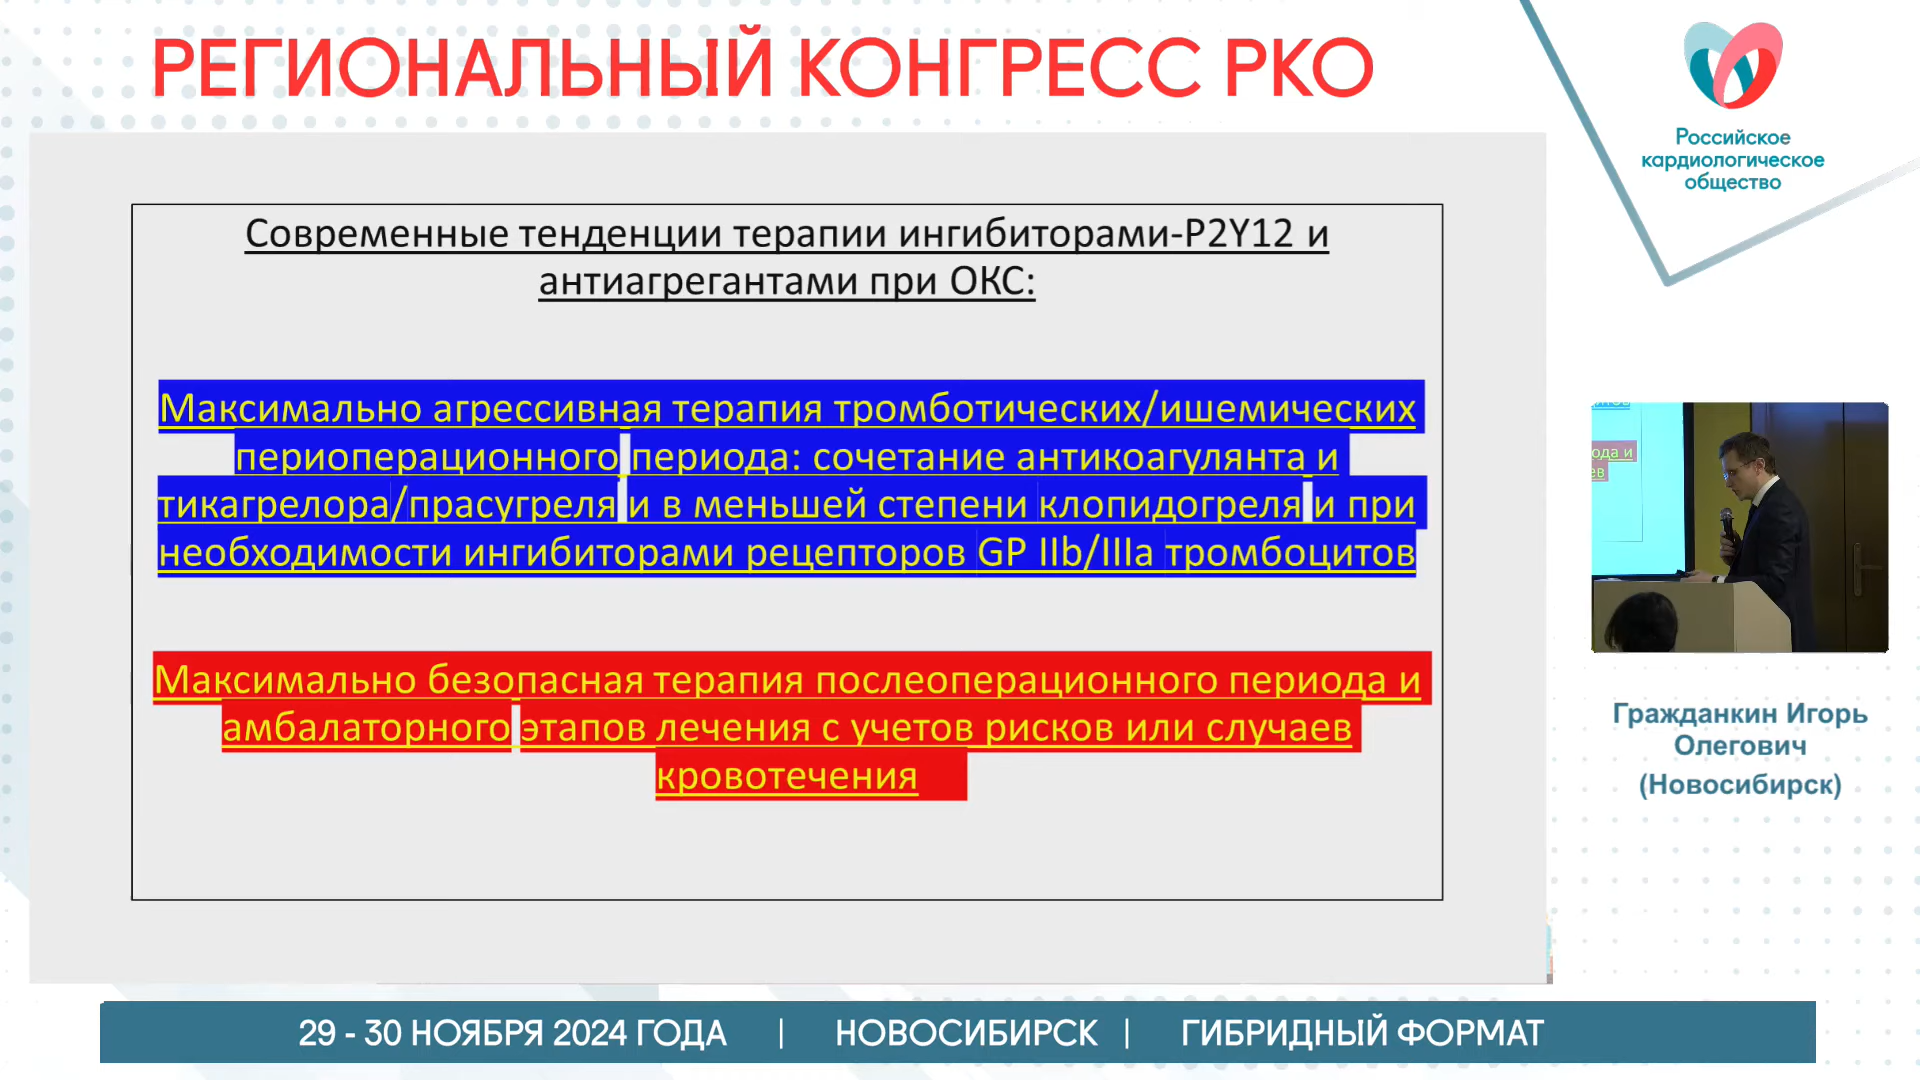 РЕГИОНАЛЬНЫЙ КОНГРЕСС РКО
Российское
кардиологическое
общество
Современные тенденции терапии ингибиторами-P2Y12 и
антиагрегантами при ОКС:
Максимально агрессивная терапия тромботических/ишемических
периоперационного периода: сочетание антикоагулянта и
тикагрелора/прасугреля и в меньшей степени клопидогреля и при
необходимости ингибиторами рецепторов GP IIb/IIIa тромбоцитов
Максимально безопасная терапия послеоперационного периода и
амбалаторного этапов лечения с учетов рисков или случаев
кровотечения
ода и
ев
Гражданкин Игорь
Олегович
(Новосибирск)
29 - 30 НОЯБРЯ 2024 ГОДА | НОВОСИБИРСК | ГИБРИДНЫЙ ФОРМАТ